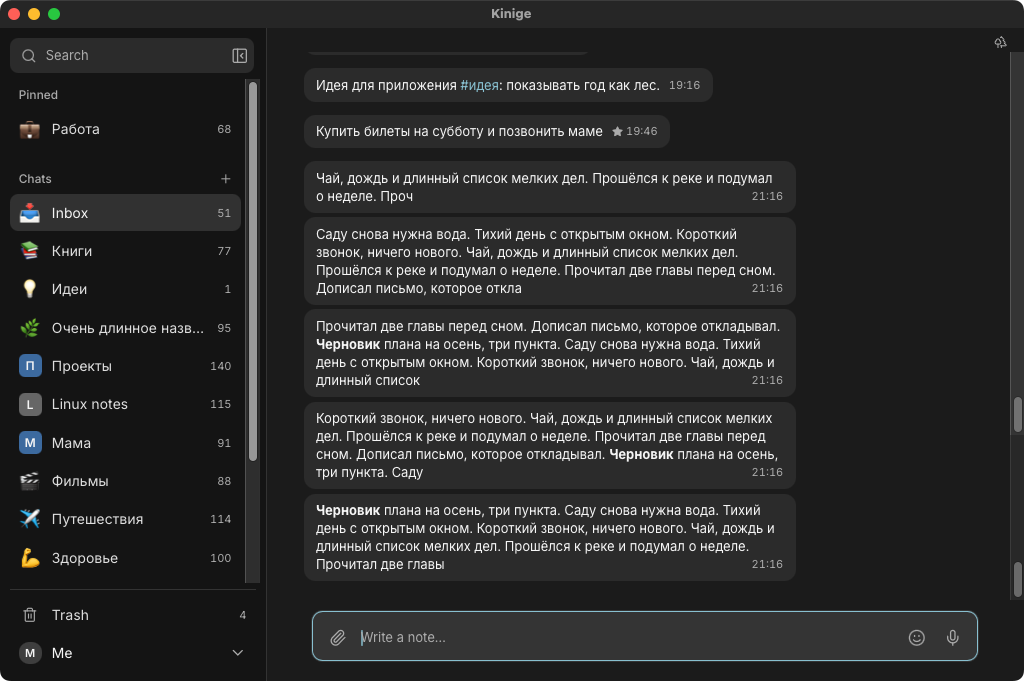 Kinige
Search
Pinned
Работа 68
Chats
Inbox 51
Книги 77
Идеи 1
Очень длинное назв... 95
П Проекты 140
L Linux notes 115
М Мама 91
Фильмы 88
Путешествия 114
Здоровье 100
Trash 4
M Me
Идея для приложения #идея: показывать год как лес. 19:16
Купить билеты на субботу и позвонить маме 19:46
Чай, дождь и длинный список мелких дел. Прошёлся к реке и подумал
о неделе. Проч 21:16
Саду снова нужна вода. Тихий день с открытым окном. Короткий
звонок, ничего нового. Чай, дождь и длинный список мелких дел.
Прошёлся к реке и подумал о неделе. Прочитал две главы перед сном.
Дописал письмо, которое откла 21:16
Прочитал две главы перед сном. Дописал письмо, которое откладывал.
Черновик плана на осень, три пункта. Саду снова нужна вода. Тихий
день с открытым окном. Короткий звонок, ничего нового. Чай, дождь и
длинный список 21:16
Короткий звонок, ничего нового. Чай, дождь и длинный список мелких
дел. Прошёлся к реке и подумал о неделе. Прочитал две главы перед
сном. Дописал письмо, которое откладывал. Черновик плана на осень,
три пункта. Саду 21:16
Черновик плана на осень, три пункта. Саду снова нужна вода. Тихий
день с открытым окном. Короткий звонок, ничего нового. Чай, дождь и
длинный список мелких дел. Прошёлся к реке и подумал о неделе.
Прочитал две главы 21:16
Write a note...